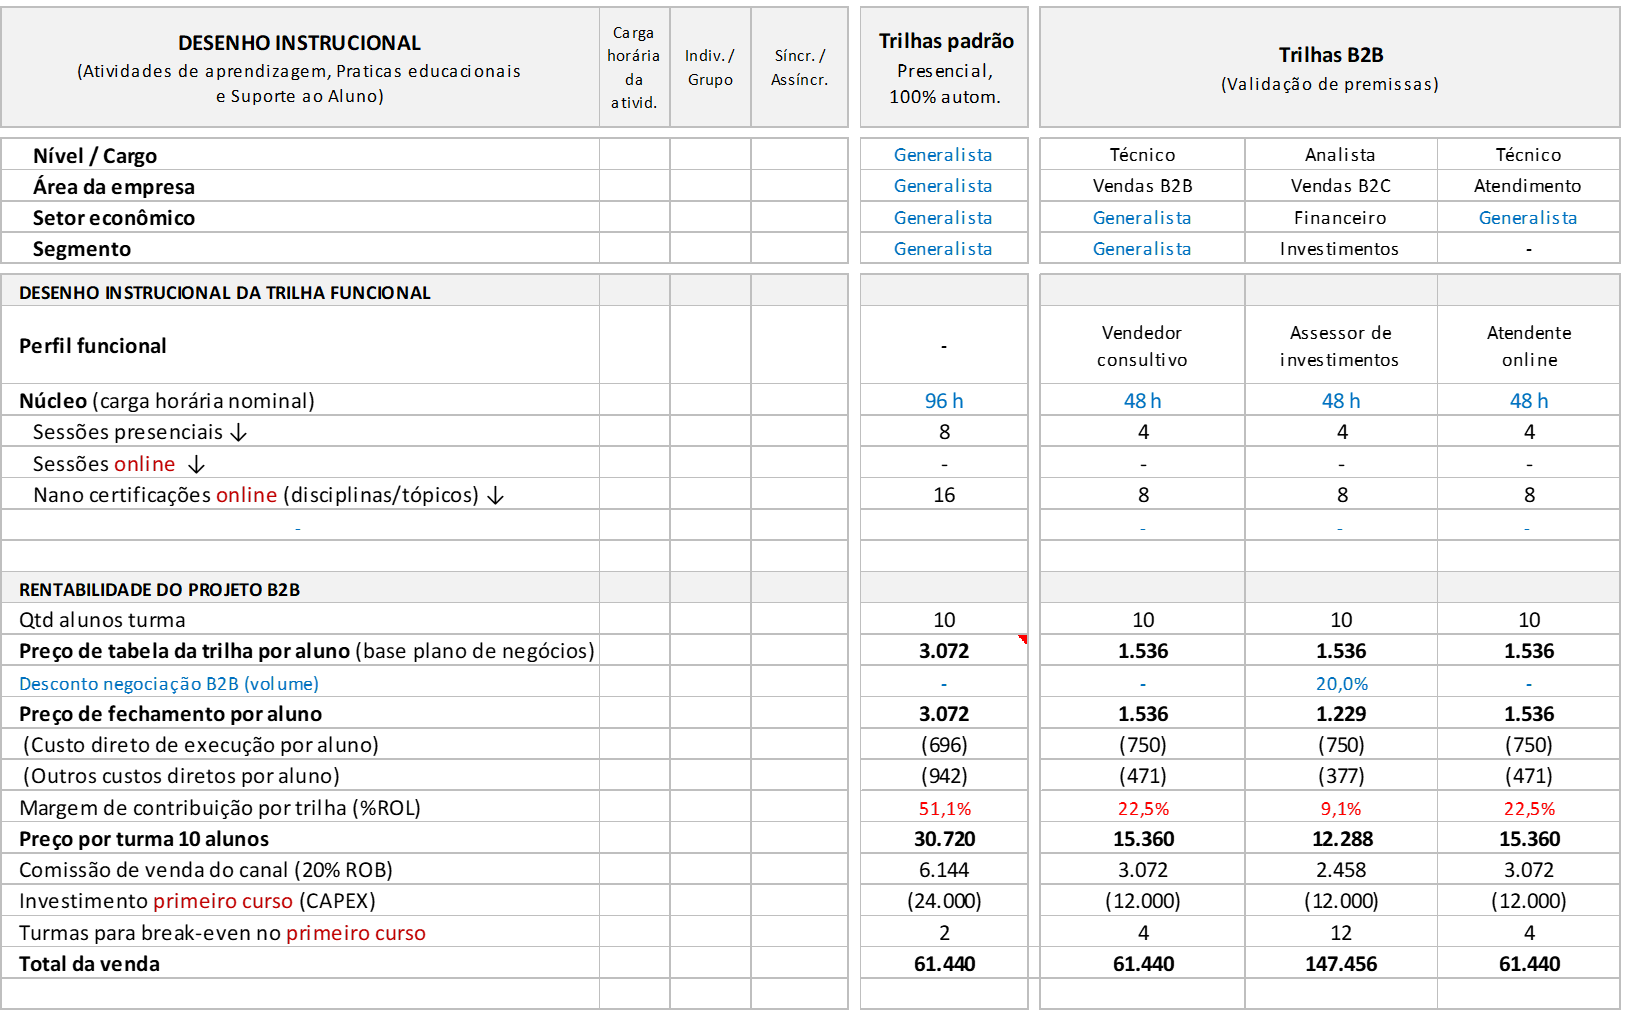 DESENHO INSTRUCIONAL
(Atividades de aprendizagem, Praticas educacionais
e Suporte ao Aluno)
Carga
horária
da
ativid.
Indiv./
Grupo
Síncr./
Assíncr.
Trilhas padrão
Presencial,
100% autom.
Trilhas B2B
(Validação de premissas)
Nível / Cargo Generalista Técnico Analista Técnico
Área da empresa Generalista Vendas B2B Vendas B2C Atendimento
Setor econômico Generalista Generalista Financeiro Generalista
Segmento Generalista Generalista Investimentos -
DESENHO INSTRUCIONAL DA TRILHA FUNCIONAL
Perfil funcional -
Vendedor
consultivo
Assessor de
investimentos
Atendente
online
Núcleo (carga horária nominal) 96 h 48 h 48 h 48 h
Sessões presenciais ↓ 8 4 4 4
Sessões online ↓ - - - -
Nano certificações online (disciplinas/tópicos) ↓ 16 8 8 8
- - - -
RENTABILIDADE DO PROJETO B2B
Qtd alunos turma 10 10 10 10
Preço de tabela da trilha por aluno (base plano de negócios) 3.072 1.536 1.536 1.536
Desconto negociação B2B (volume) - - 20,0% -
Preço de fechamento por aluno 3.072 1.536 1.229 1.536
(Custo direto de execução por aluno) (696) (750) (750) (750)
(Outros custos diretos por aluno) (942) (471) (377) (471)
Margem de contribuição por trilha (%ROL) 51,1% 22,5% 9,1% 22,5%
Preço por turma 10 alunos 30.720 15.360 12.288 15.360
Comissão de venda do canal (20% ROB) 6.144 3.072 2.458 3.072
Investimento primeiro curso (CAPEX) (24.000) (12.000) (12.000) (12.000)
Turmas para break-even no primeiro curso 2 4 12 4
Total da venda 61.440 61.440 147.456 61.440